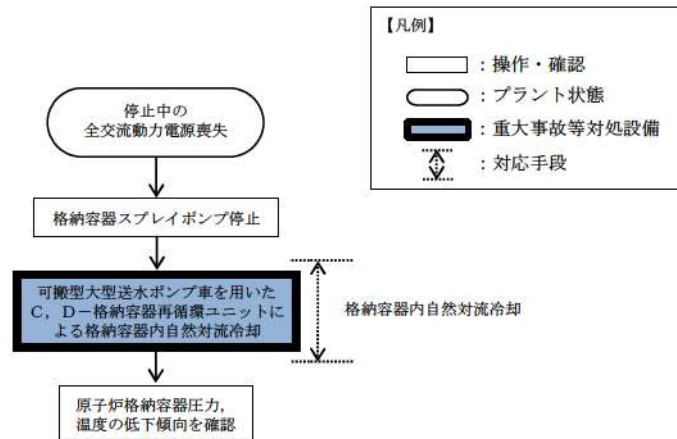 【凡例】
：操作・確認
：プラント状態
：重大事故等対処設備
：対応手段
停止中の
全交流動力電源喪失
格納容器スプレイポンプ停止
可搬型大型送水ポンプ車を用いた
C，D－格納容器再循環ユニットに
よる格納容器内自然対流冷却
格納容器内自然対流冷却
原子炉格納容器圧力，
温度の低下傾向を確認